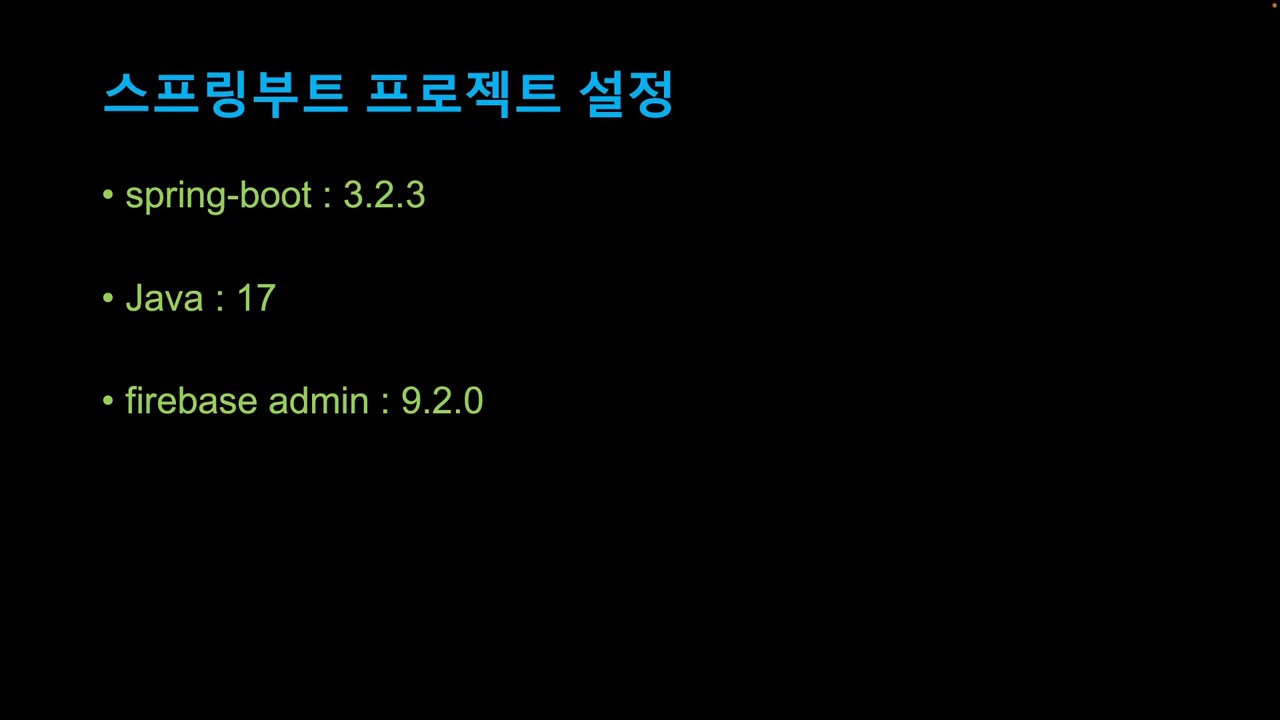 스프링부트 프로젝트 설정
• spring-boot : 3.2.3
• Java : 17
• firebase admin : 9.2.0